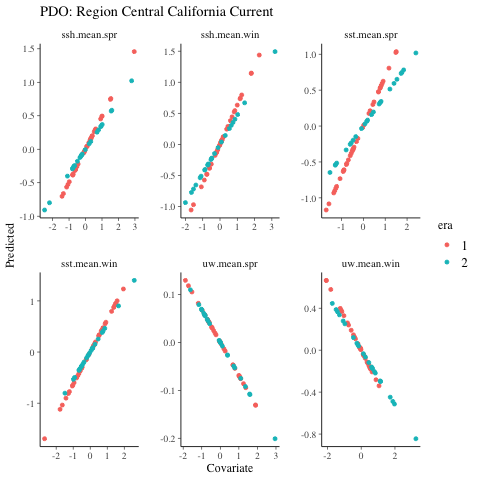 PDO: Region Central California Current
ssh.mean.spr
ssh.mean.win
sst.mean.spr
1.5
1.0
0.5
0.0
-0.5
-1.0
-2 -1 0 1 2 3
1.5
1.0
0.5
0.0
-0.5
-1.0
-2 -1 0 1 2 3
1.0
0.5
0.0
-0.5
-1.0
-1 0 1 2
Predicted
era
1
2
sst.mean.win
uw.mean.spr
uw.mean.win
1
0
-1
-2 -1 0 1 2
0.1
0.0
-0.1
-0.2
-2 -1 0 1 2 3
0.4
0.0
-0.4
-0.8
-2 0 2
Covariate